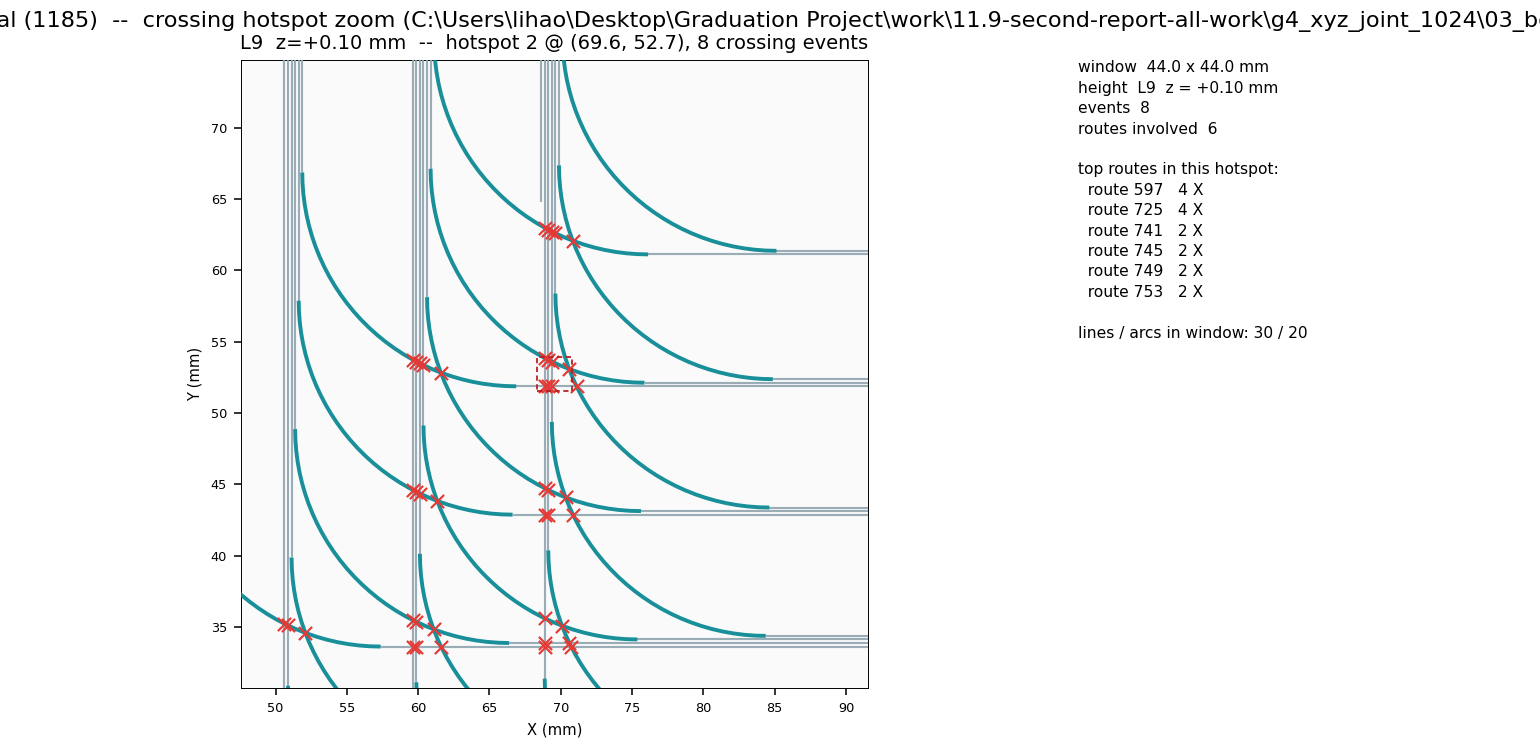 al (1185)  --  crossing hotspot zoom (C:\Users\lihao\Desktop\Graduation Project\work\11.9-second-report-all-work\g4_xyz_joint_1024\03_b
L9  z=+0.10 mm  --  hotspot 2 @ (69.6, 52.7), 8 crossing events
window  44.0 x 44.0 mm
height  L9  z = +0.10 mm
events  8
routes involved  6
top routes in this hotspot:
route 597   4 X
route 725   4 X
route 741   2 X
route 745   2 X
route 749   2 X
route 753   2 X
lines / arcs in window: 30 / 20
Y (mm)
70
65
60
55
50
45
40
35
50 55 60 65 70 75 80 85 90
X (mm)